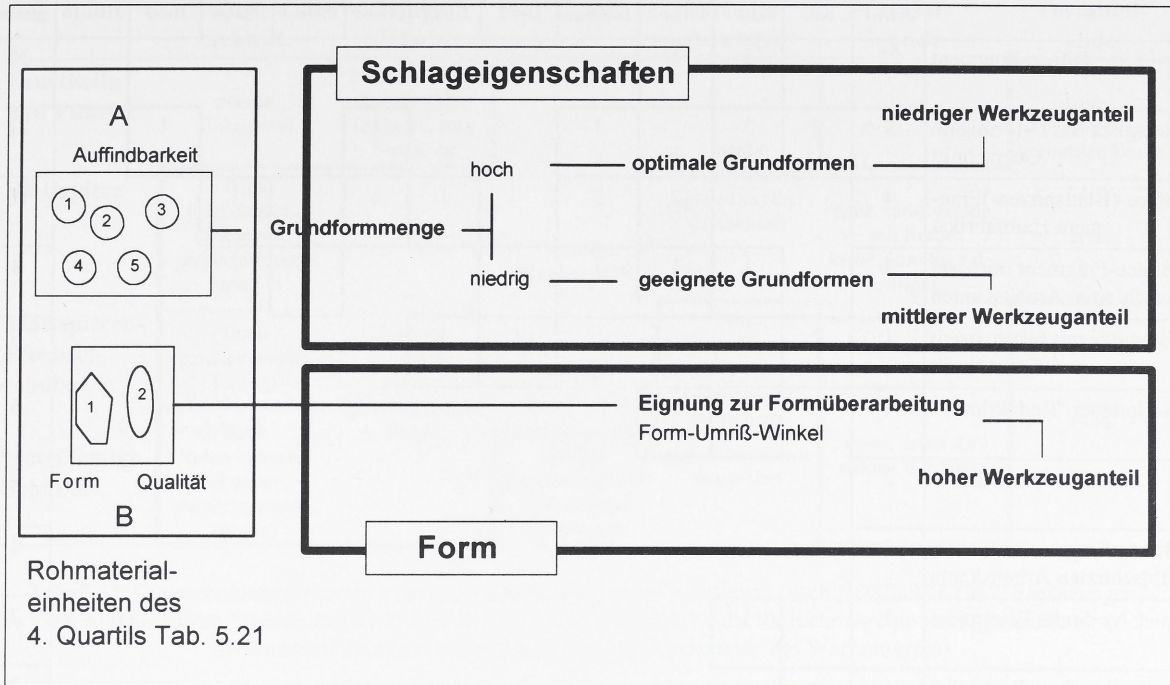 Schlageigenschaften
A
Auffindbarkeit
1
2
3
4
5
Grundformmenge
hoch
optimale Grundformen
niedriger Werkzeuganteil
niedrig
geeignete Grundformen
mittlerer Werkzeuganteil
1
2
Form Qualität
B
Eignung zur Formüberarbeitung
Form-Umriß-Winkel
hoher Werkzeuganteil
Form
Rohmaterial-
einheiten des
4. Quartils Tab. 5.21